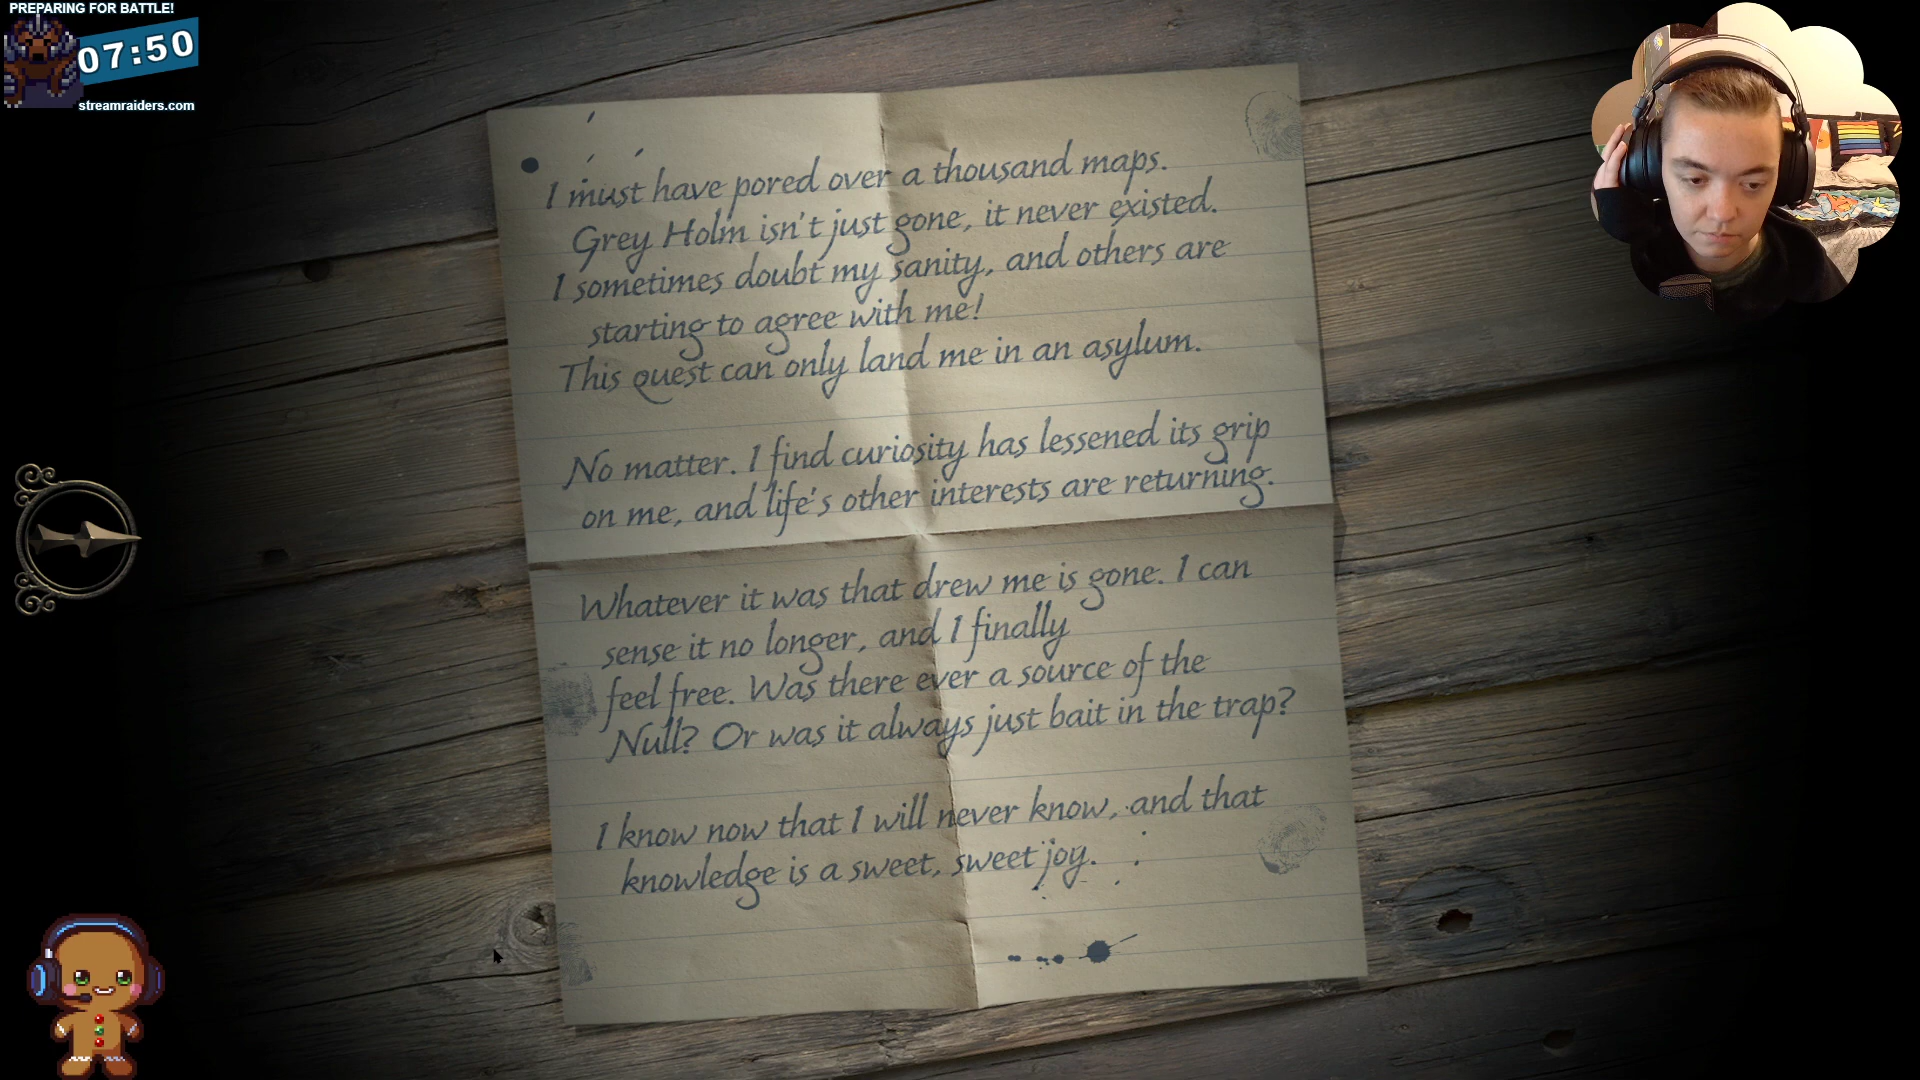 PREPARING FOR BATTLE!
07:50
streamraiders.com
I must have pored over a thousand maps.
Grey Holm isn't just gone, it never existed.
I sometimes doubt my sanity, and others are
starting to agree with me!
This quest can only land me in an asylum.
No matter. I find curiosity has lessened its grip
on me, and life's other interests are returning.
Whatever it was that drew me is gone. I can
sense it no longer, and I finally
feel free. Was there ever a source of the
Null? Or was it always just bait in the trap?
I know now that I will never know, and that
knowledge is a sweet, sweet joy.